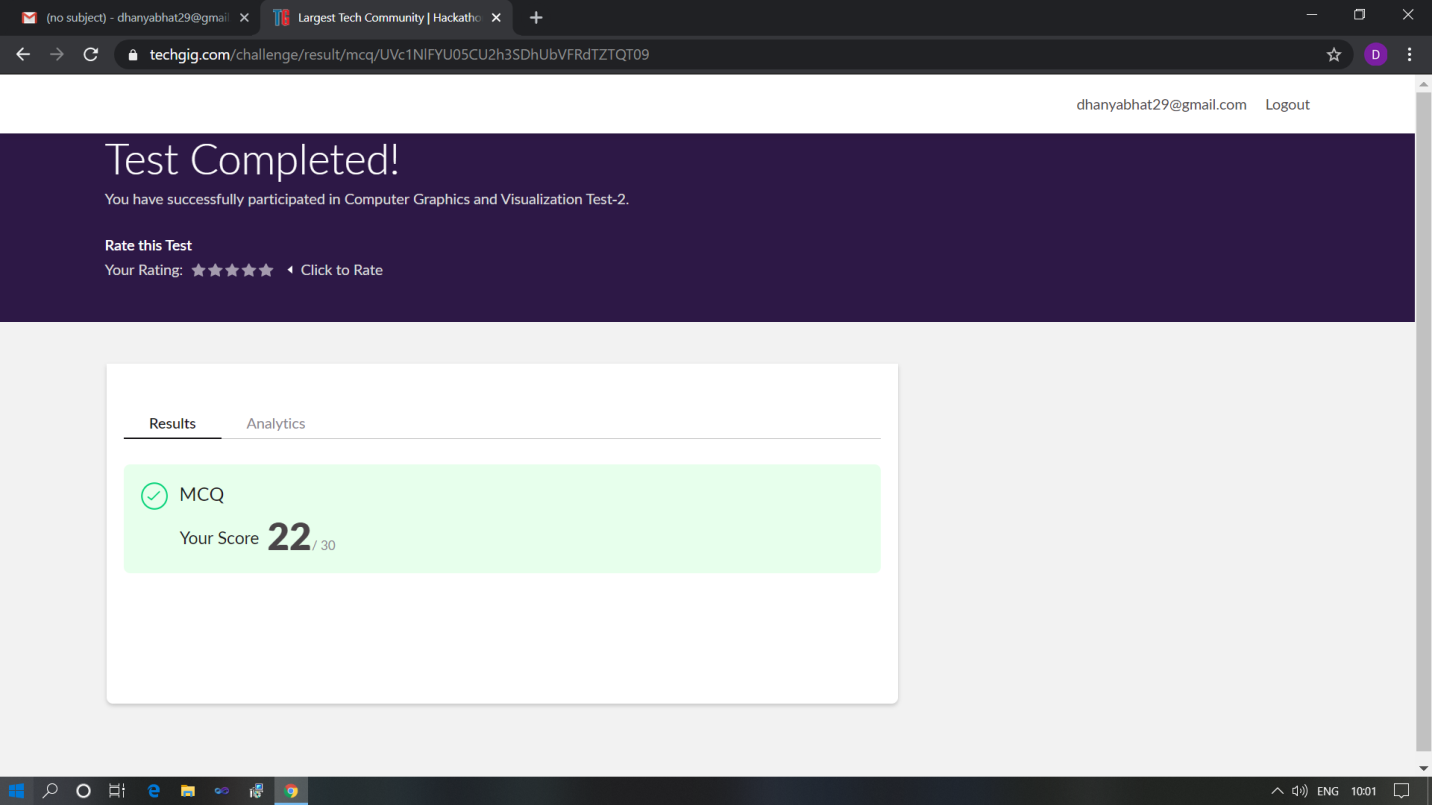 (no subject) - dhanyabhat29@gmail
Largest Tech Community | Hackatho
techgig.com/challenge/result/mcq/UVc1NlFYU05CU2h3SDhUbVFRdTZTQT09
D
dhanyabhat29@gmail.com Logout
Test Completed!
You have successfully participated in Computer Graphics and Visualization Test-2.
Rate this Test
Your Rating: Click to Rate
Results Analytics
MCQ
Your Score 22 / 30
ENG 10:01